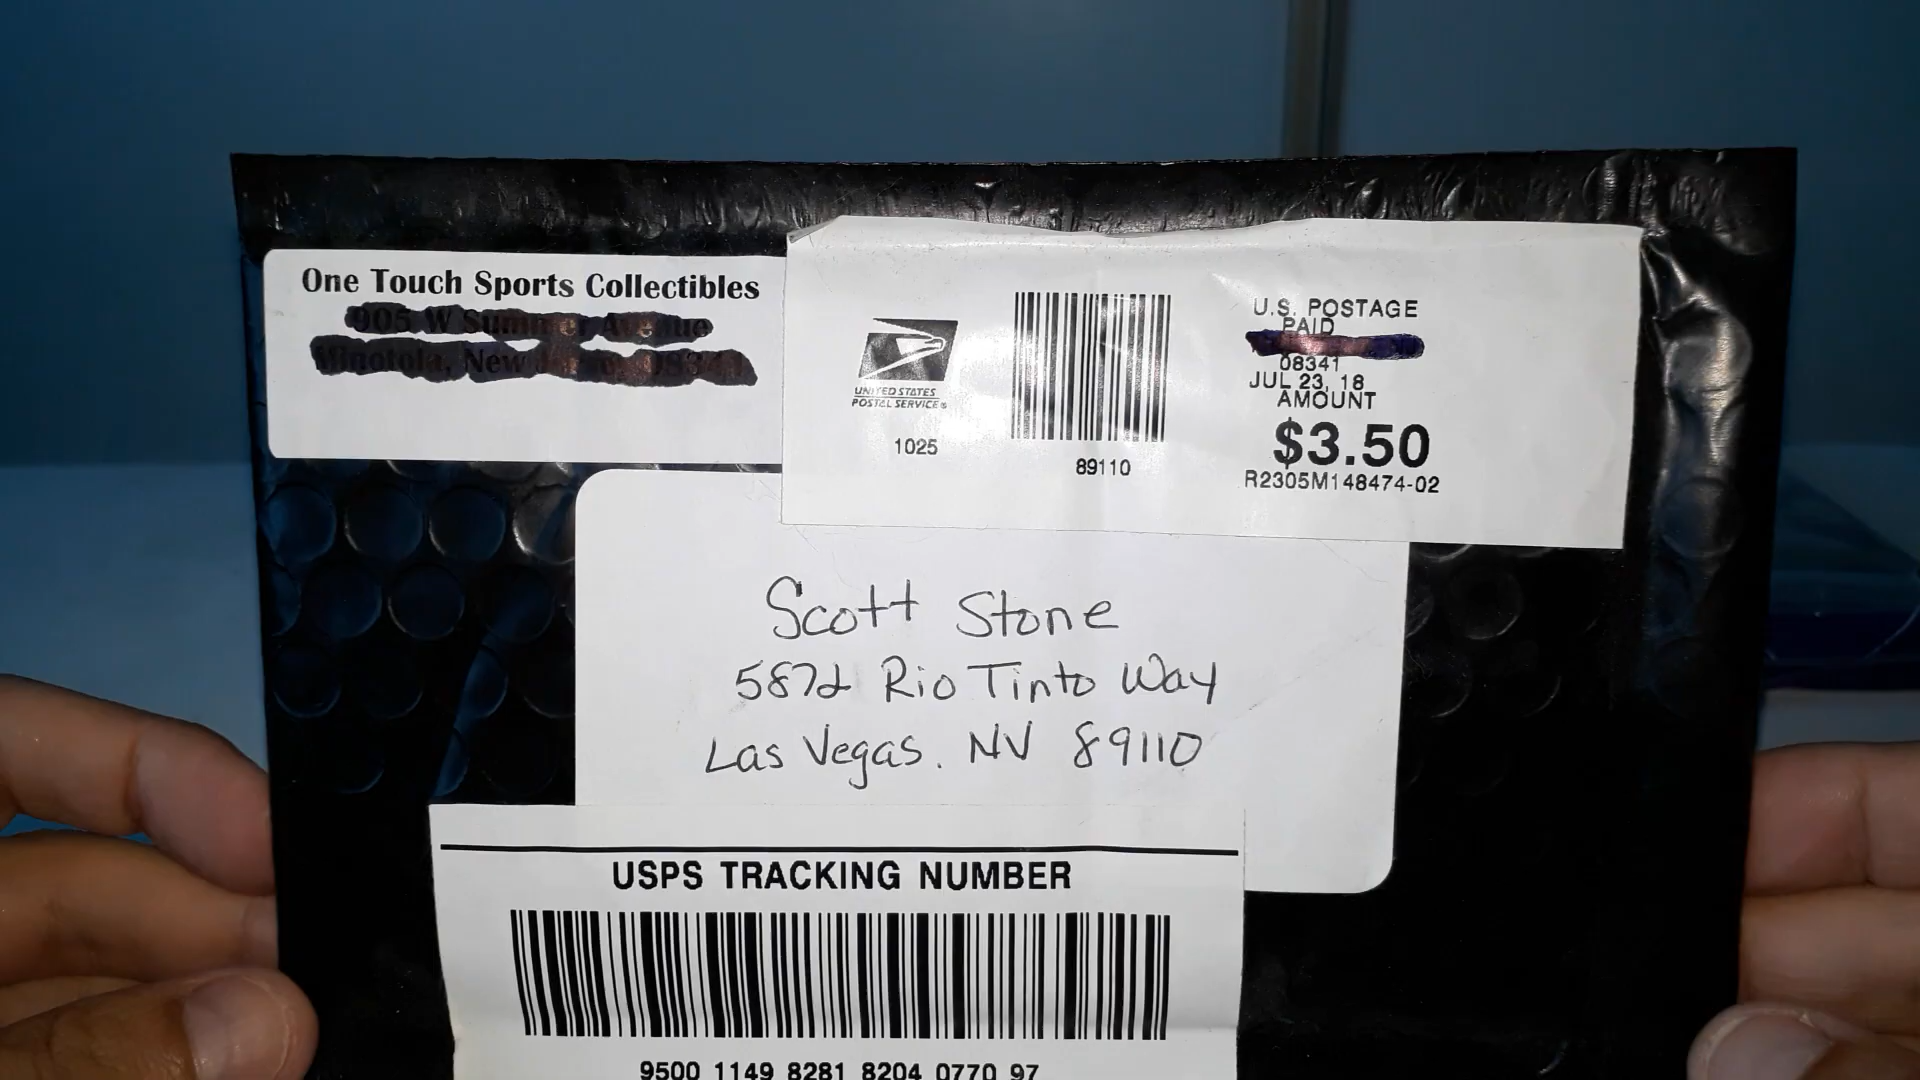 One Touch Sports Collectibles
UNITED STATES
POSTAL SERVICE®
1025
89110
U.S. POSTAGE
PAID
08341
JUL 23, 18
AMOUNT
$3.50
R2305M148474-02
Scott Stone
5872 Rio Tinto Way
Las Vegas. NV 89110
USPS TRACKING NUMBER
9500 1149 8281 8204 0770 97